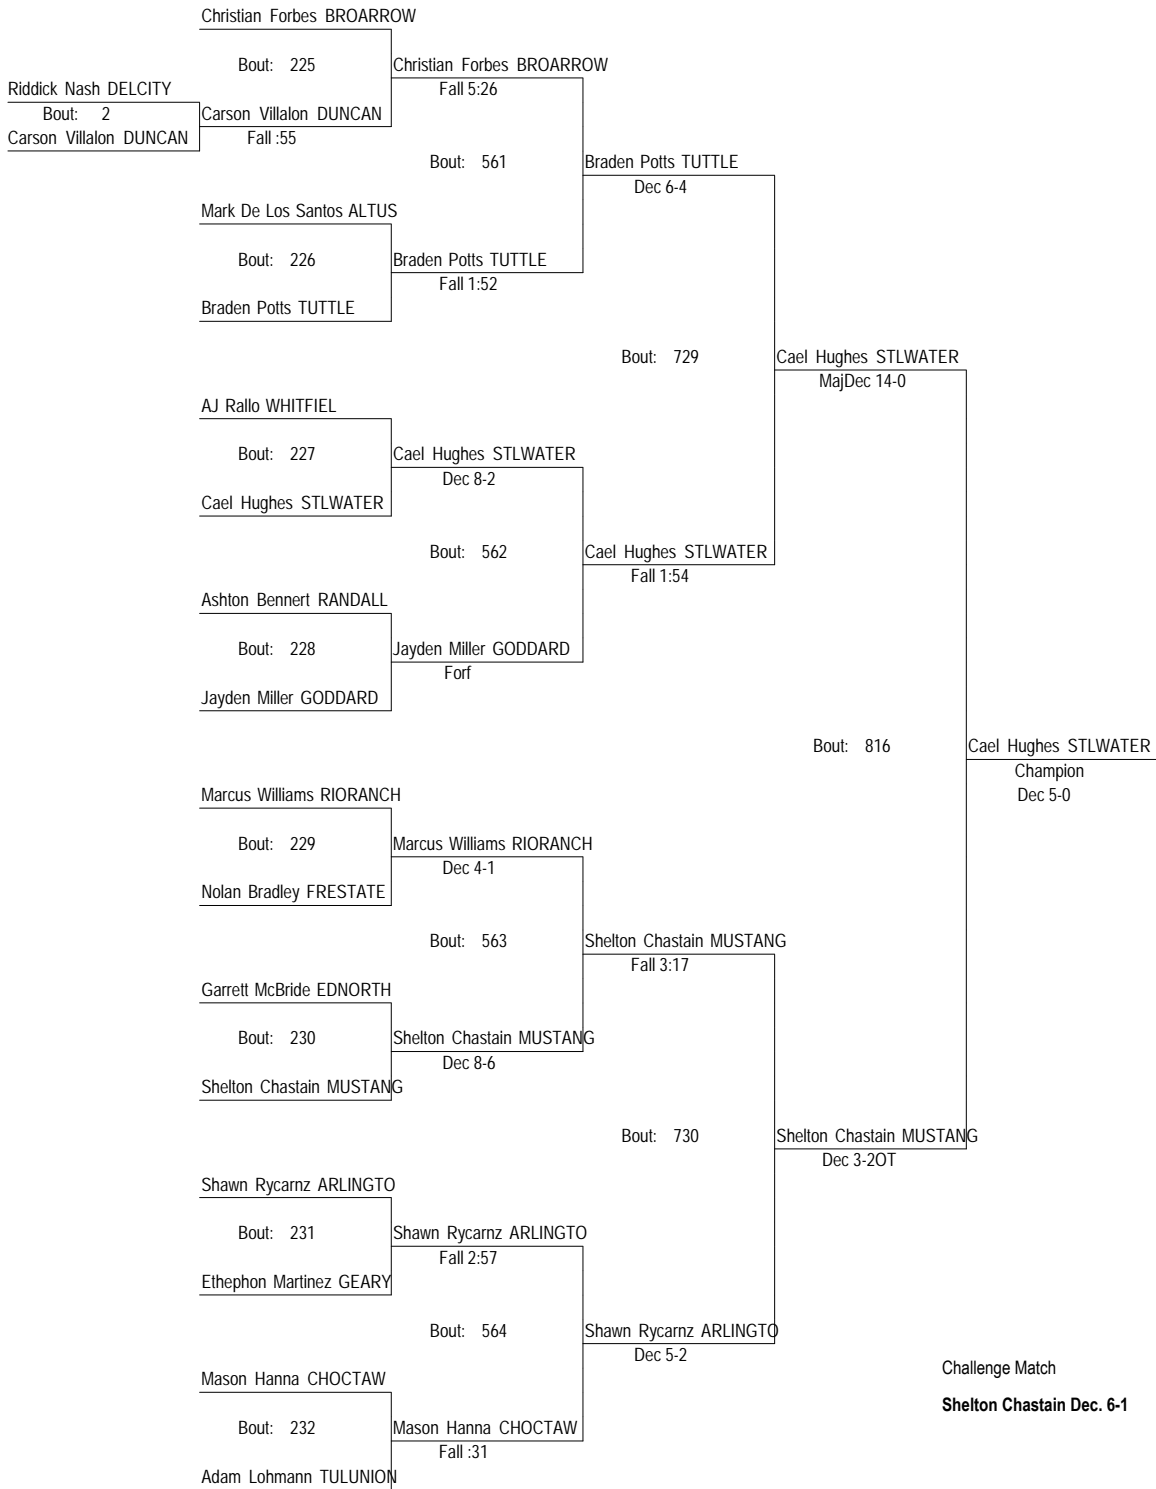 Christian Forbes BROARROW
Bout: 225
Christian Forbes BROARROW
Fall 5:26
Riddick Nash DELCITY
Bout: 2
Carson Villalon DUNCAN
Carson Villalon DUNCAN
Fall :55
Bout: 561
Braden Potts TUTTLE
Dec 6-4
Mark De Los Santos ALTUS
Bout: 226
Braden Potts TUTTLE
Fall 1:52
Braden Potts TUTTLE
Bout: 729
Cael Hughes STLWATER
MajDec 14-0
AJ Rallo WHITFIEL
Bout: 227
Cael Hughes STLWATER
Dec 8-2
Cael Hughes STLWATER
Bout: 562
Cael Hughes STLWATER
Fall 1:54
Ashton Bennert RANDALL
Bout: 228
Jayden Miller GODDARD
Forf
Jayden Miller GODDARD
Bout: 816
Cael Hughes STLWATER
Champion
Dec 5-0
Marcus Williams RIORANCH
Bout: 229
Marcus Williams RIORANCH
Dec 4-1
Nolan Bradley FRESTATE
Bout: 563
Shelton Chastain MUSTANG
Fall 3:17
Garrett McBride EDNORTH
Bout: 230
Shelton Chastain MUSTANG
Dec 8-6
Shelton Chastain MUSTANG
Bout: 730
Shelton Chastain MUSTANG
Dec 3-2OT
Shawn Rycarnz ARLINGTO
Bout: 231
Shawn Rycarnz ARLINGTO
Fall 2:57
Ethephon Martinez GEARY
Bout: 564
Shawn Rycarnz ARLINGTO
Dec 5-2
Mason Hanna CHOCTAW
Bout: 232
Mason Hanna CHOCTAW
Fall :31
Adam Lohmann TULUNION
Challenge Match
Shelton Chastain Dec. 6-1